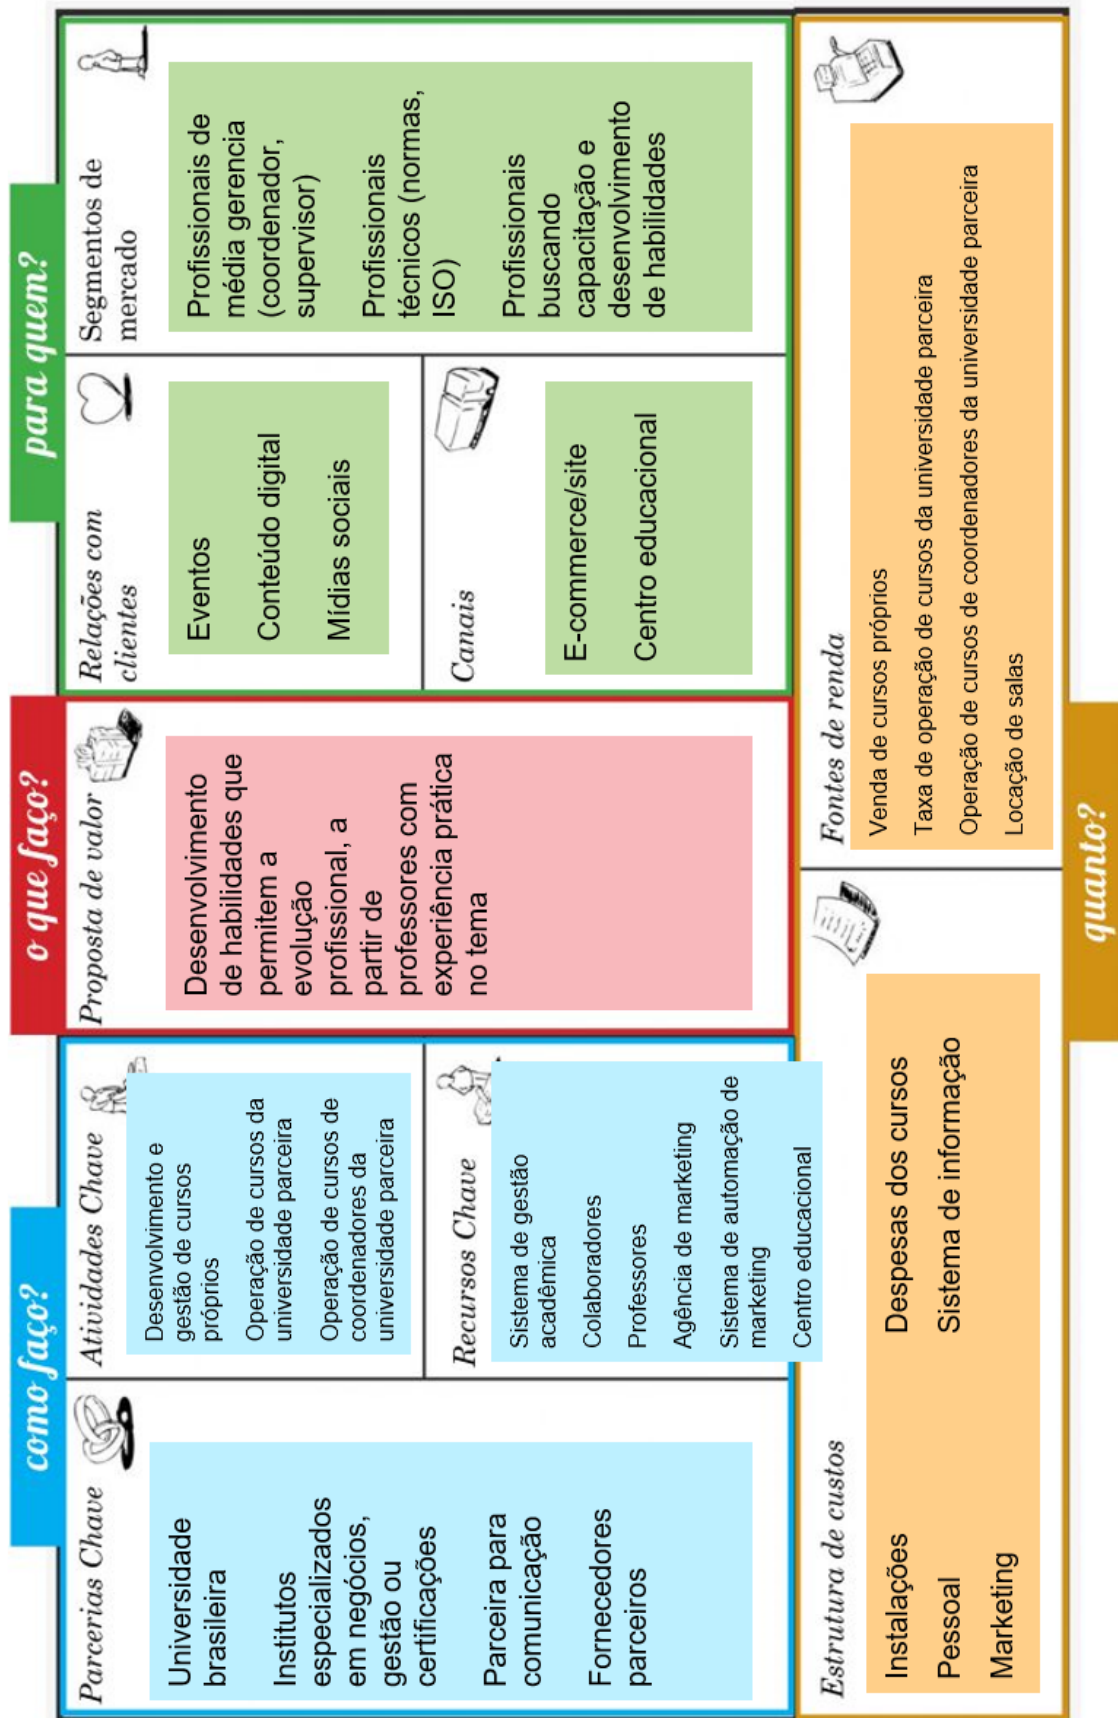 como faço?
Parcerias Chave
Universidade
brasileira
Institutos
especializados
em negócios,
gestão ou
certificações
Parceira para
comunicação
Fornecedores
parceiros
Atividades Chave
Desenvolvimento e
gestão de cursos
próprios
Operação de cursos da
universidade parceira
Operação de cursos de
coordenadores da
universidade parceira
Recursos Chave
Sistema de gestão
acadêmica
Colaboradores
Professores
Agência de marketing
Sistema de automação de
marketing
Centro educacional
o que faço?
Proposta de valor
Desenvolvimento
de habilidades que
permitem a
evolução
profissional, a
partir de
professores com
experiência prática
no tema
para quem?
Relações com
clientes
Eventos
Conteúdo digital
Mídias sociais
Canais
E-commerce/site
Centro educacional
Segmentos de
mercado
Profissionais de
média gerencia
(coordenador,
supervisor)
Profissionais
técnicos (normas,
ISO)
Profissionais
buscando
capacitação e
desenvolvimento
de habilidades
Estrutura de custos
Instalações
Pessoal
Marketing
Despesas dos cursos
Sistema de informação
Fontes de renda
Venda de cursos próprios
Taxa de operação de cursos da universidade parceira
Operação de cursos de coordenadores da universidade parceira
Locação de salas
quanto?